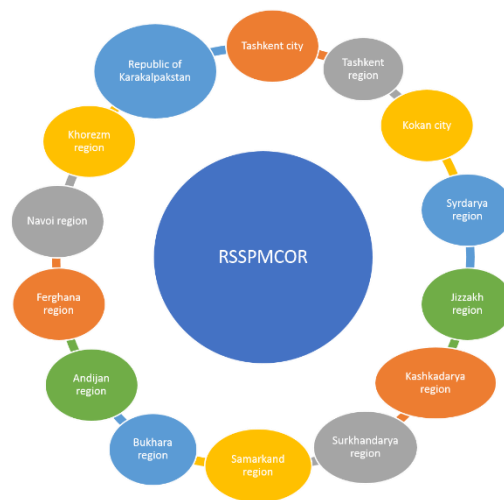 Tashkent city
Tashkent
region
Kokan city
Syrdarya
region
Jizzakh
region
Kashkadarya
region
Surkhandarya
region
Samarkand
region
Bukhara
region
Andijan
region
Ferghana
region
Navoi region
Khorezm
region
Republic of
Karakalpakstan
RSSPMCOR